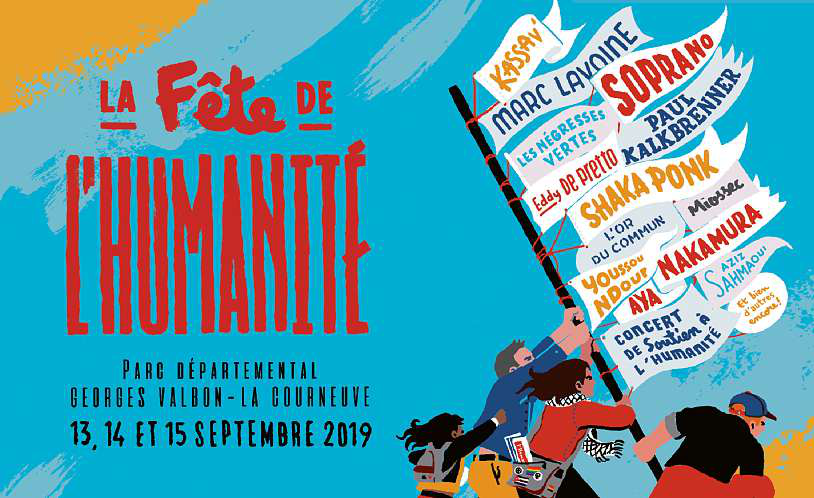 LA Fête DE
L'HUMANITÉ
PARC DÉPARTEMENTAL
GEORGES VALBON - LA COURNEUVE
13, 14 ET 15 SEPTEMBRE 2019
KASSAV'
MARC LAVOINE
SOPRANO
LES NÉGRESSES
VERTES
PAUL
KALKBRENNER
Eddy DE PRETTO
SHAKA PONK
Miossec
L'OR
DU COMMUN
YOUSSOU
NDOUR
AYA NAKAMURA
AZIZ
SAHMAOUI
CONCERT
DE Soutien à
L'HUMANITÉ
Et bien
d'autres
encore!